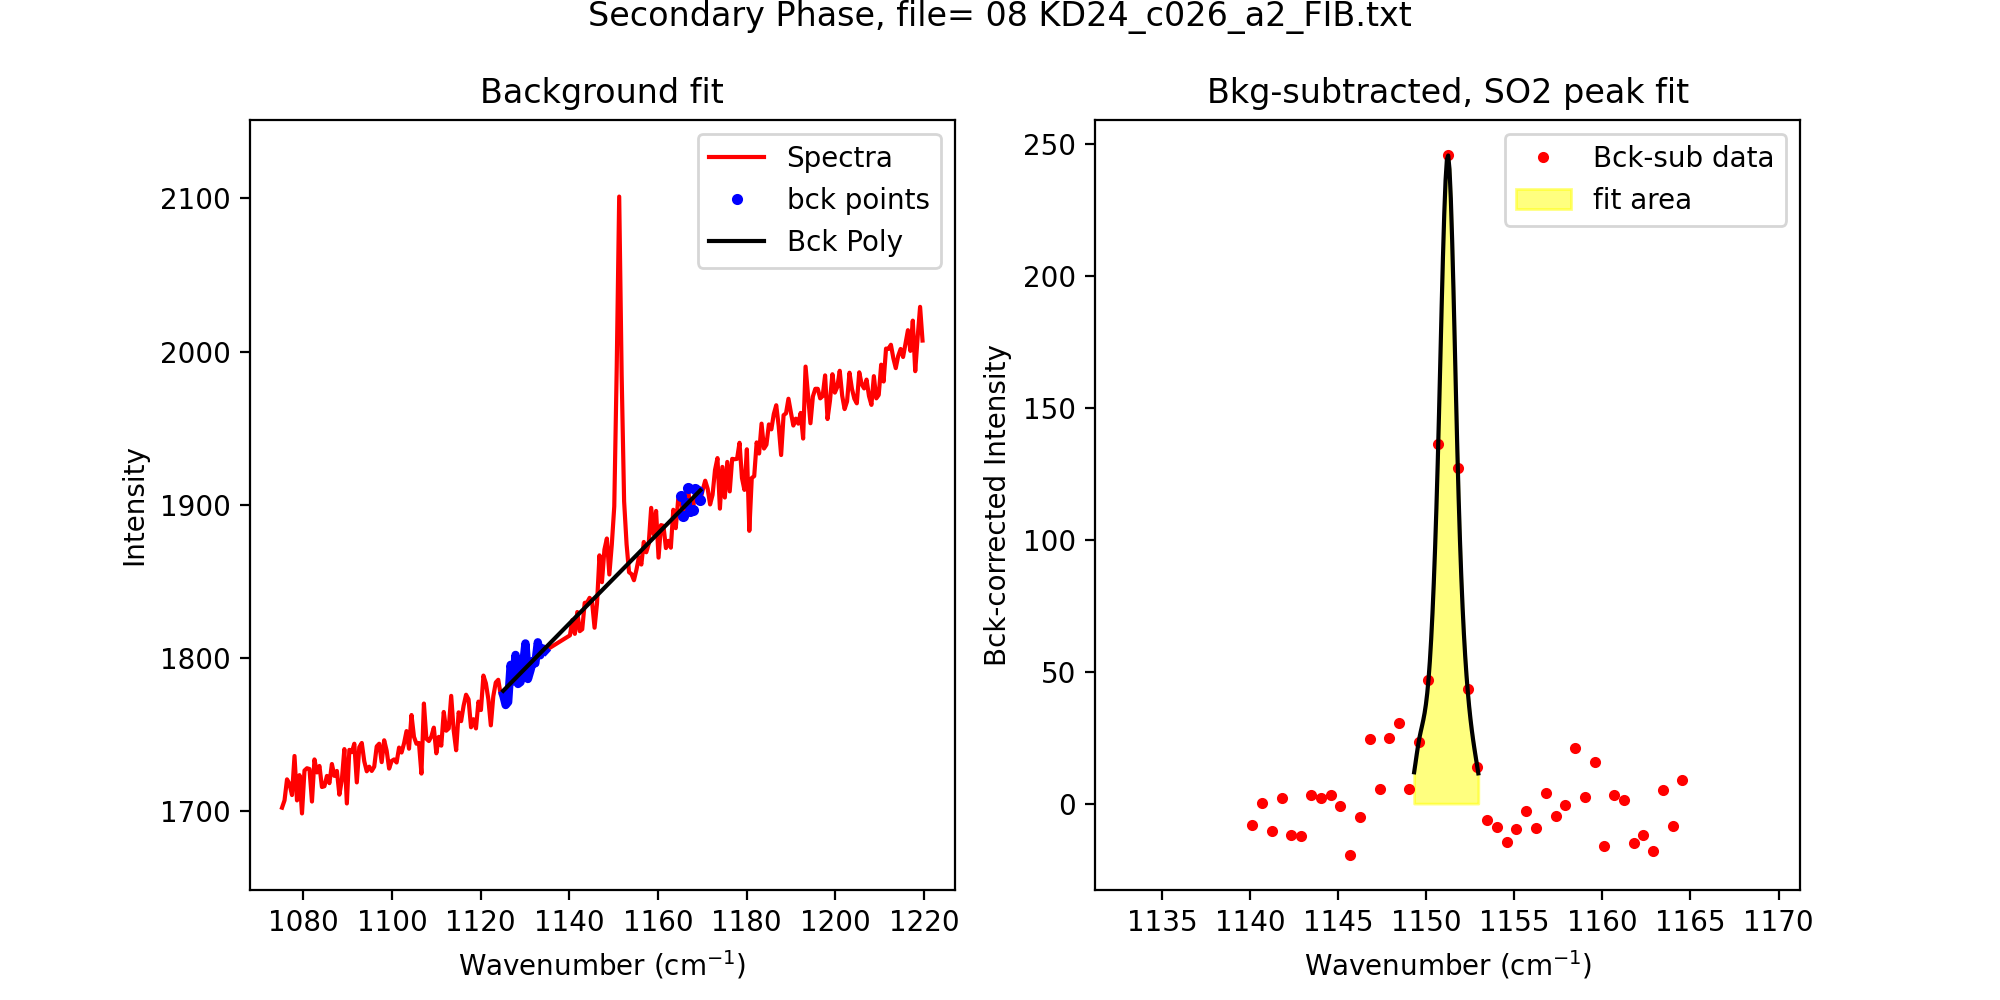 Secondary Phase, file= 08 KD24_c026_a2_FIB.txt
Background fit
Spectra
bck points
Bck Poly
2100
2000
1900
1800
1700
Intensity
1080 1100 1120 1140 1160 1180 1200 1220
Wavenumber (cm⁻¹)
Bkg-subtracted, SO2 peak fit
Bck-sub data
fit area
250
200
150
100
50
0
Bck-corrected Intensity
1135 1140 1145 1150 1155 1160 1165 1170
Wavenumber (cm⁻¹)